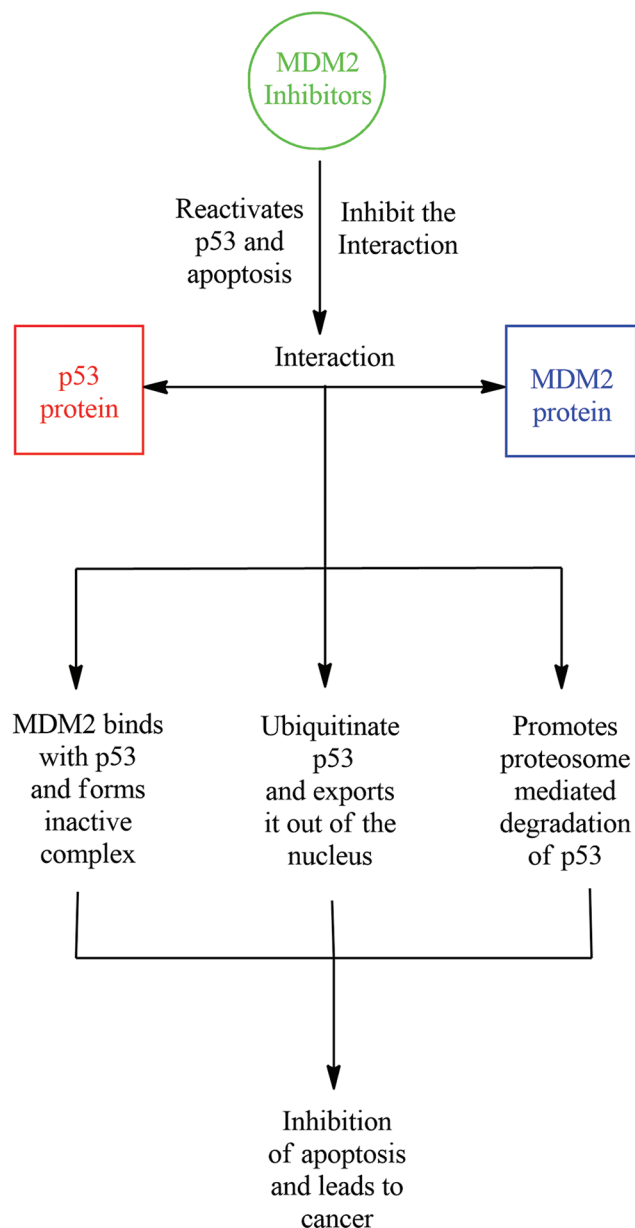 MDM2
Inhibitors
Reactivates
p53 and
apoptosis
Inhibit the
Interaction
Interaction
p53
protein
MDM2
protein
MDM2 binds
with p53
and forms
inactive
complex
Ubiquitinate
p53
and exports
it out of the
nucleus
Promotes
proteosome
mediated
degradation
of p53
Inhibition
of apoptosis
and leads to
cancer